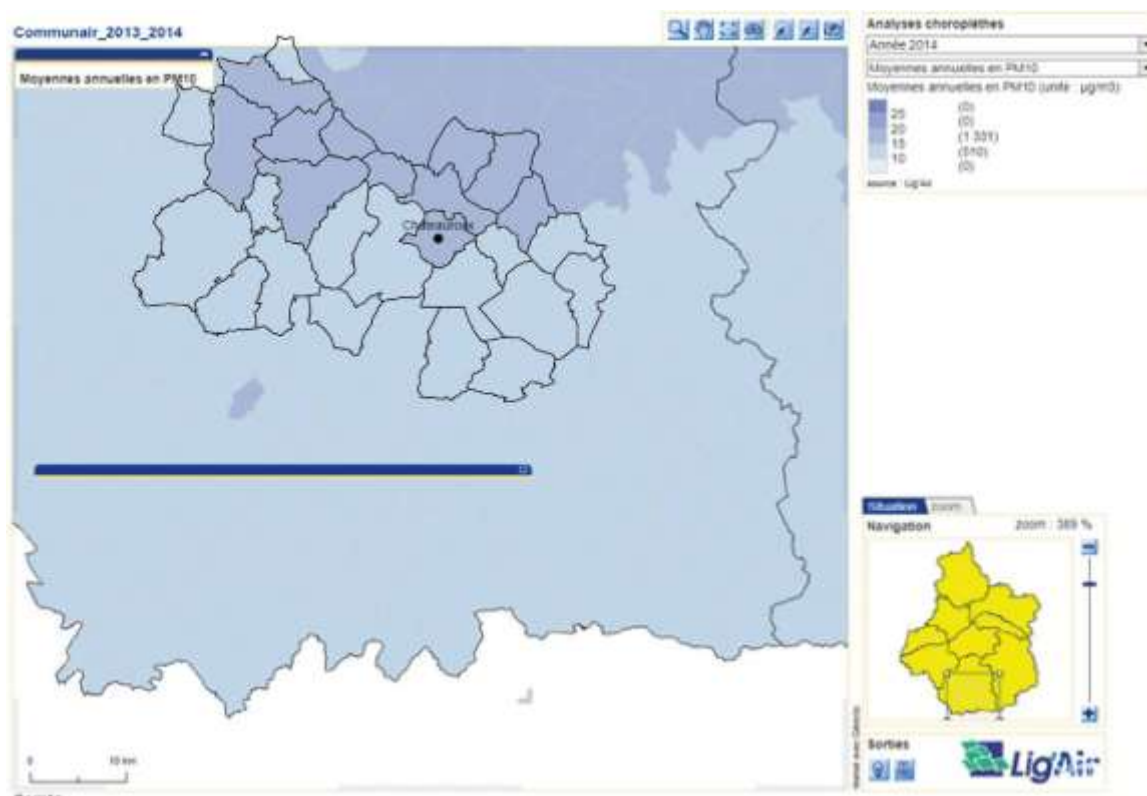 Communair_2013_2014
Moyennes annuelles en PM10
Châteauroux
0 10 km
Analyses choroplèthes
Année 2014
Moyennes annuelles en PM10
Moyennes annuelles en PM10 (unité : µg/m3)
(0)
25 (0)
20 (1 331)
15 (510)
10 (0)
source : Lig'Air
Situation zoom
Navigation zoom : 389 %
Sorties
Lig'Air